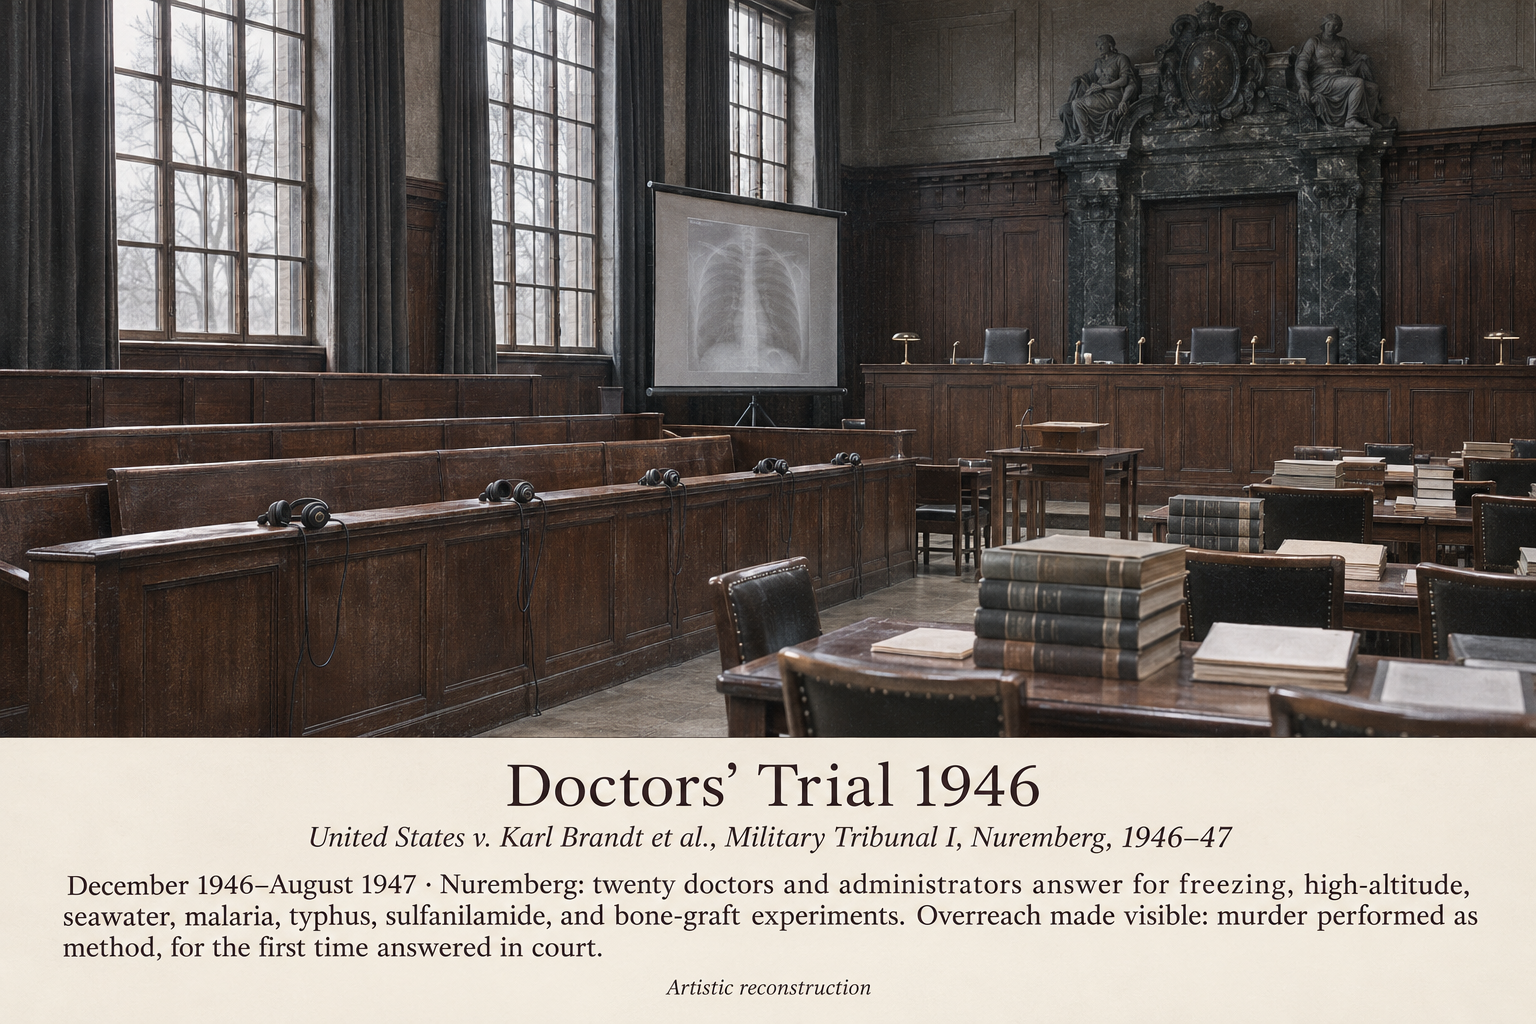 Doctors’ Trial 1946
United States v. Karl Brandt et al., Military Tribunal I, Nuremberg, 1946–47
December 1946–August 1947 · Nuremberg: twenty doctors and administrators answer for freezing, high-altitude,
seawater, malaria, typhus, sulfanilamide, and bone-graft experiments. Overreach made visible: murder performed as
method, for the first time answered in court.
Artistic reconstruction